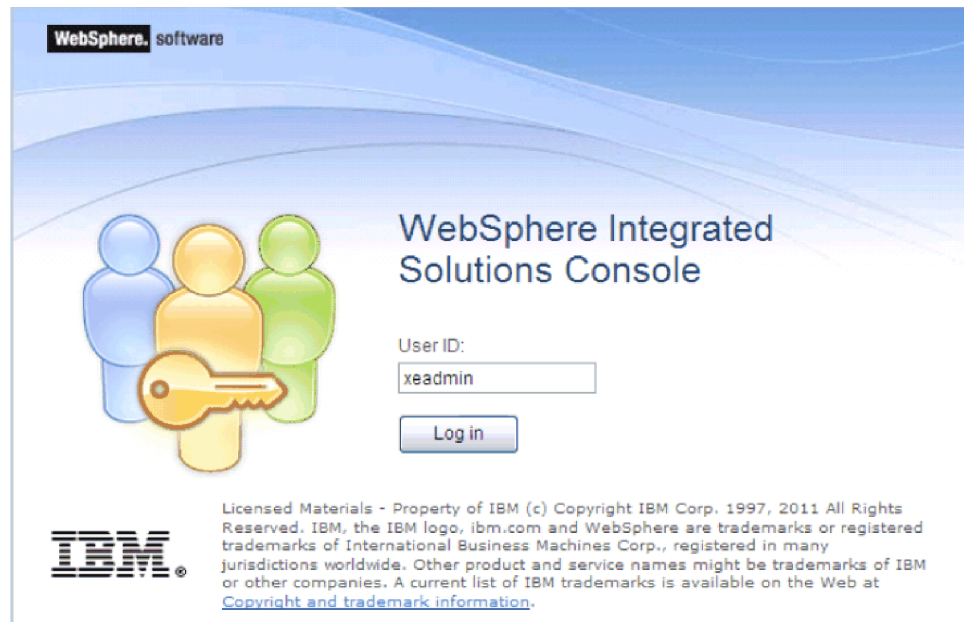 WebSphere. software
WebSphere Integrated
Solutions Console
User ID:
xeadmin
Log in
Licensed Materials - Property of IBM (c) Copyright IBM Corp. 1997, 2011 All Rights
Reserved. IBM, the IBM logo, ibm.com and WebSphere are trademarks or registered
trademarks of International Business Machines Corp., registered in many
jurisdictions worldwide. Other product and service names might be trademarks of IBM
or other companies. A current list of IBM trademarks is available on the Web at
Copyright and trademark information.
IBM®